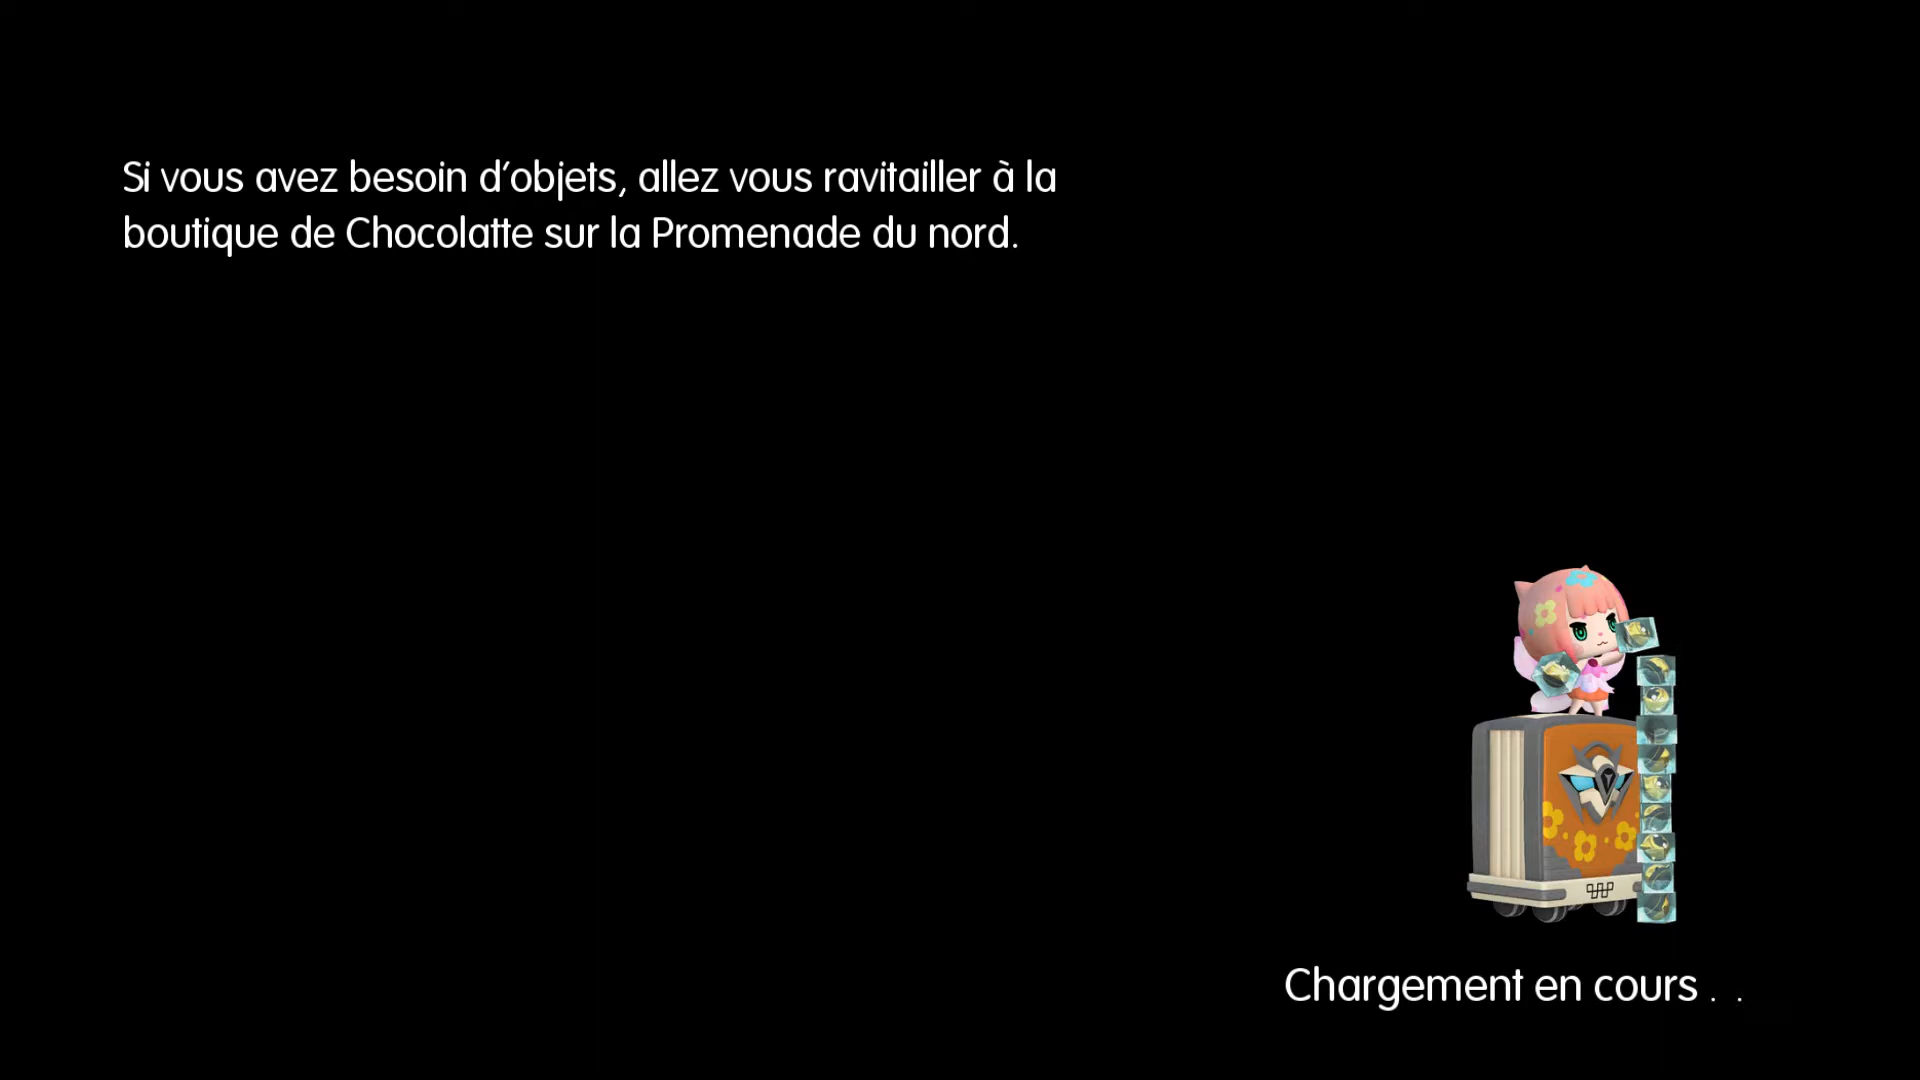 Si vous avez besoin d'objets, allez vous ravitailler à la
boutique de Chocolatte sur la Promenade du nord.
Chargement en cours . .